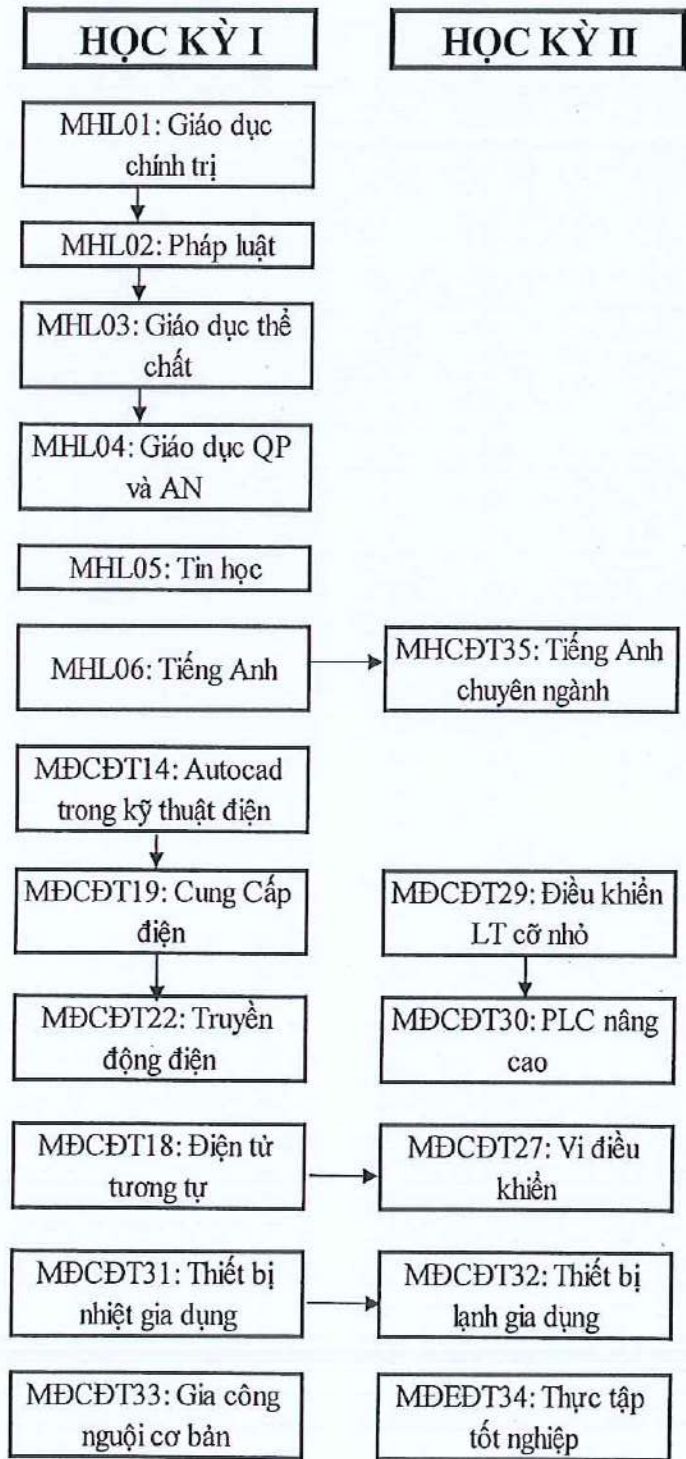 HỌC KỲ I
HỌC KỲ II
MHL01: Giáo dục
chính trị
MHL02: Pháp luật
MHL03: Giáo dục thể
chất
MHL04: Giáo dục QP
và AN
MHL05: Tin học
MHL06: Tiếng Anh
MHCĐT35: Tiếng Anh
chuyên ngành
MĐCĐT14: Autocad
trong kỹ thuật điện
MĐCĐT19: Cung Cấp
điện
MĐCĐT29: Điều khiển
LT cỡ nhỏ
MĐCĐT22: Truyền
động điện
MĐCĐT30: PLC nâng
cao
MĐCĐT18: Điện tử
tương tự
MĐCĐT27: Vi điều
khiển
MĐCĐT31: Thiết bị
nhiệt gia dụng
MĐCĐT32: Thiết bị
lạnh gia dụng
MĐCĐT33: Gia công
nguội cơ bản
MĐEĐT34: Thực tập
tốt nghiệp